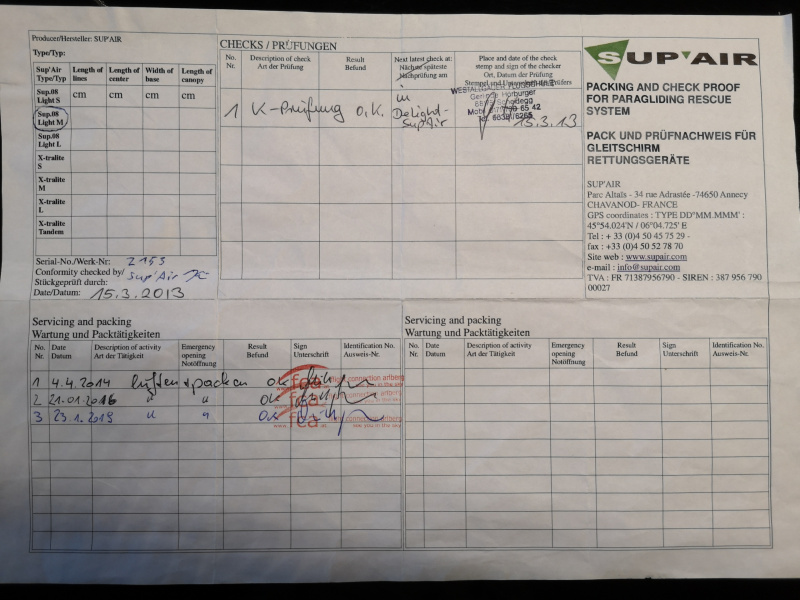 Producer/Hersteller: SUP'AIR
Type/Typ:
Sup'Air Type/Typ
Length of lines
Length of center
Width of base
Length of canopy
Sup.08 Light S
cm
cm
cm
cm
Sup.08 Light M
Sup.08 Light L
X-tralite S
X-tralite M
X-tralite L
X-tralite Tandem
Serial-No./Werk-Nr: 2153
Conformity checked by/ Sup'Air
Stückgeprüft durch:
Date/Datum: 15.3.2013
CHECKS / PRÜFUNGEN
No. Nr.
Description of check
Art der Prüfung
Result
Befund
Next latest check at:
Nächste späteste
Nachprüfung am
Place and date of the check
stamp and sign of the checker
Ort, Datum der Prüfung
1 K-Prüfung O.K. in DeLight-Sup'Air
15.3.13
SUP'AIR
PACKING AND CHECK PROOF
FOR PARAGLIDING RESCUE
SYSTEM
PACK UND PRÜFNACHWEIS FÜR
GLEITSCHIRM
RETTUNGSGERÄTE
SUP'AIR
Parc Altaïs - 34 rue Adrastée -74650 Annecy
CHAVANOD- FRANCE
GPS coordinates : TYPE DD°MM.MMM' :
45°54.024'N / 06°04.725' E
Tel : + 33 (0)4 50 45 75 29 -
fax : +33 (0)4 50 52 78 70
Site web : www.supair.com
e-mail : info@supair.com
TVA : FR 71387956790 - SIREN : 387 956 790
00027
Servicing and packing
Wartung und Packtätigkeiten
No. Nr.
Date Datum
Description of activity
Art der Tätigkeit
Emergency opening Notöffnung
Result
Befund
Sign
Unterschrift
Identification No.
Ausweis-Nr.
1 4.4.2014 lüften + packen ok
2 21.01.2016 " " ok
3 23.1.2019 " " ok
fca
flight connection arlberg
Servicing and packing
Wartung und Packtätigkeiten
No. Nr.
Date Datum
Description of activity
Art der Tätigkeit
Emergency opening Notöffnung
Result
Befund
Sign
Unterschrift
Identification No.
Ausweis-Nr.